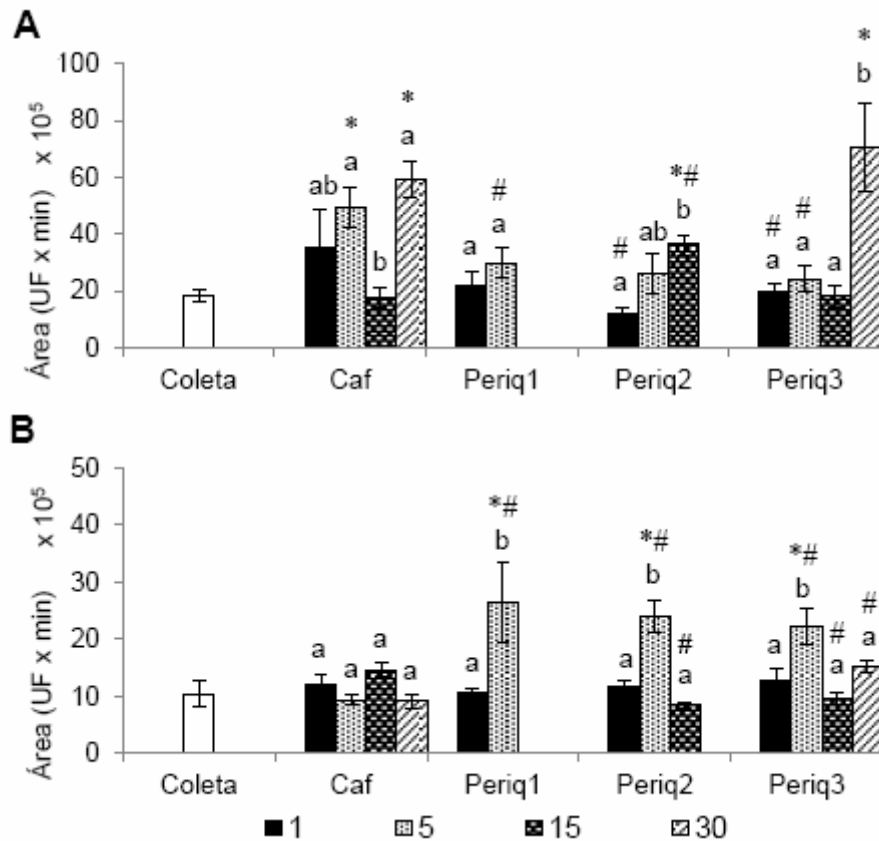 A
Área (UF x min) x 10⁵
100
80
60
40
20
0
ab
*
a
b
*
a
a
#
a
#
a
ab
*#
b
#
a
#
a
a
*
b
Coleta Caf Periq1 Periq2 Periq3
B
Área (UF x min) x 10⁵
50
40
30
20
10
0
a
a
a
a
a
*#
b
a
*#
b
#
a
a
*#
b
#
a
#
a
Coleta Caf Periq1 Periq2 Periq3
1 5 15 30